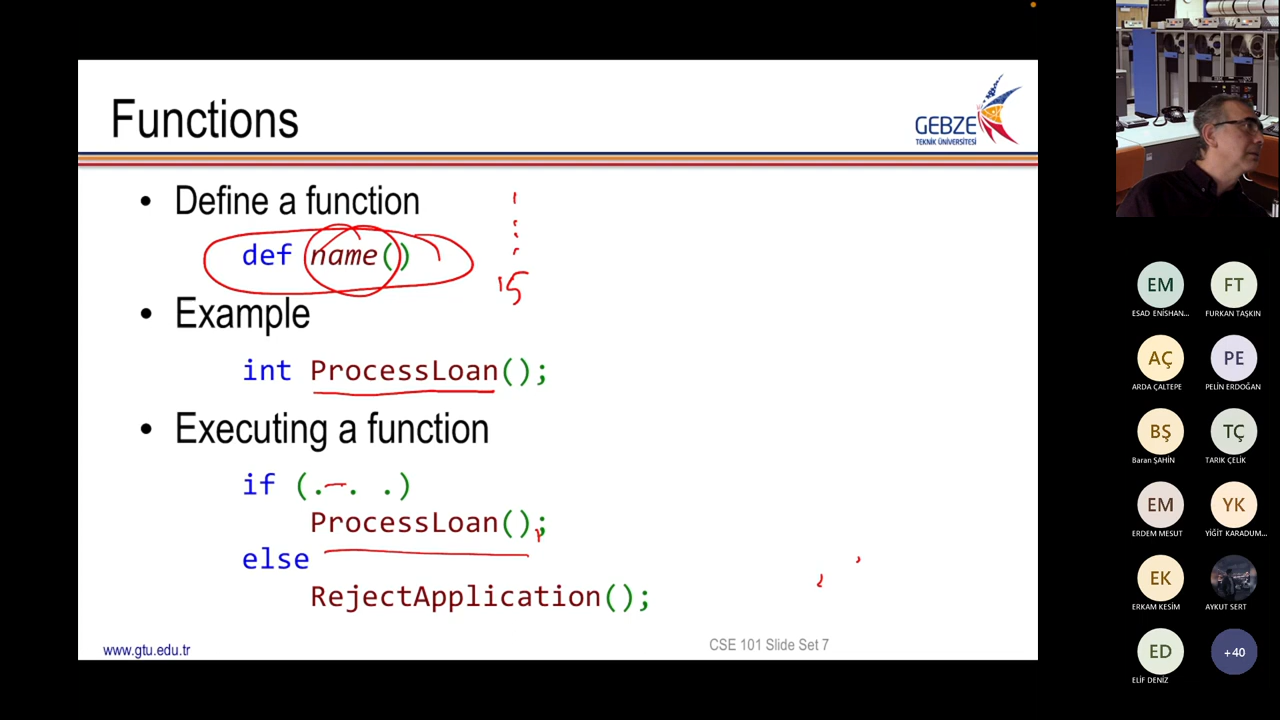 Functions
GEBZE
TEKNİK ÜNİVERSİTESİ
• Define a function
def name()
15
• Example
int ProcessLoan();
• Executing a function
if (. . .)
ProcessLoan();
else
RejectApplication();
www.gtu.edu.tr
CSE 101 Slide Set 7
EM
ESAD ENİSHAN...
FT
FURKAN TAŞKIN
AÇ
ARDA ÇALTEPE
PE
PELİN ERDOĞAN
BŞ
Baran ŞAHİN
TÇ
TARIK ÇELİK
EM
ERDEM MESUT
YK
YİĞİT KARADUM...
EK
ERKAM KESİM
AYKUT SERT
ED
ELİF DENİZ
+40